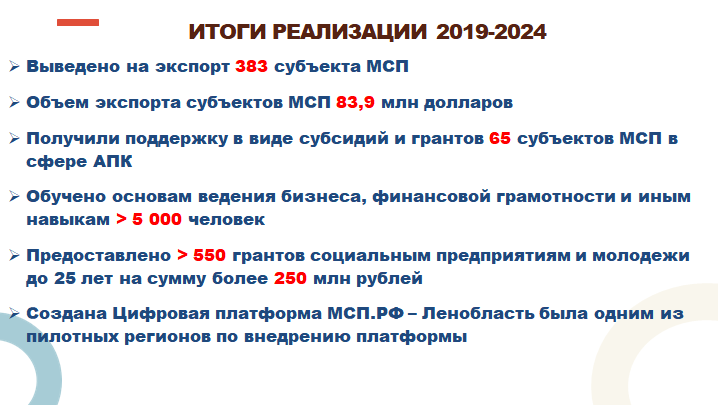 ИТОГИ РЕАЛИЗАЦИИ 2019-2024
➢ Выведено на экспорт 383 субъекта МСП
➢ Объем экспорта субъектов МСП 83,9 млн долларов
➢ Получили поддержку в виде субсидий и грантов 65 субъектов МСП в
сфере АПК
➢ Обучено основам ведения бизнеса, финансовой грамотности и иным
навыкам > 5 000 человек
➢ Предоставлено > 550 грантов социальным предприятиям и молодежи
до 25 лет на сумму более 250 млн рублей
➢ Создана Цифровая платформа МСП.РФ – Ленобласть была одним из
пилотных регионов по внедрению платформы